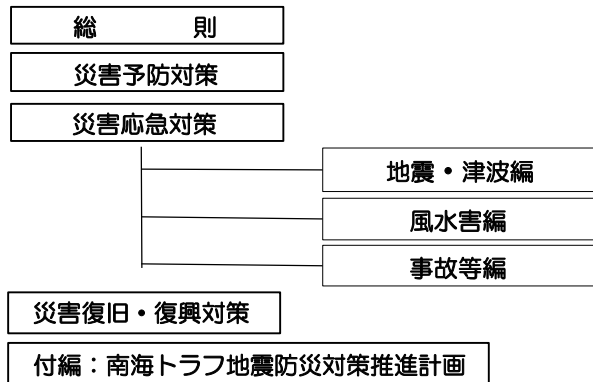 総　　　則
災害予防対策
災害応急対策
地震・津波編
風水害編
事故等編
災害復旧・復興対策
付編：南海トラフ地震防災対策推進計画